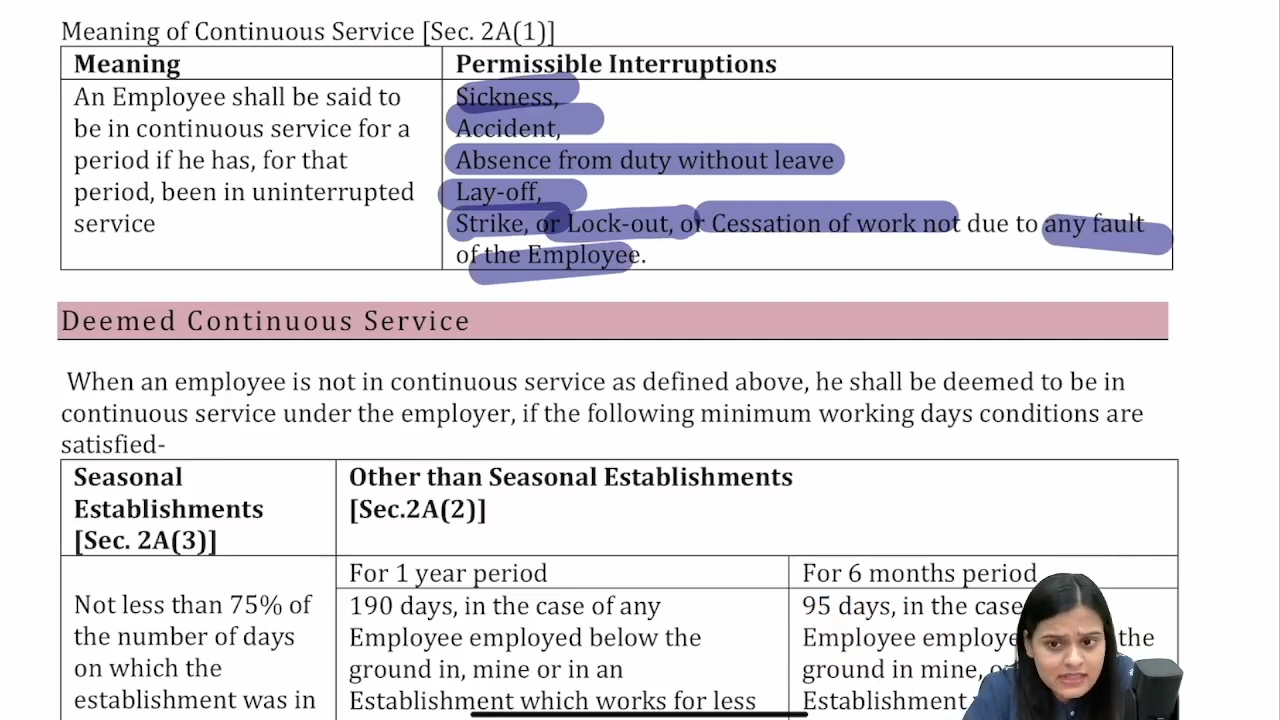 Meaning of Continuous Service [Sec. 2A(1)]
Meaning
Permissible Interruptions
An Employee shall be said to
be in continuous service for a
period if he has, for that
period, been in uninterrupted
service
Sickness,
Accident,
Absence from duty without leave
Lay-off,
Strike, or Lock-out, or Cessation of work not due to any fault
of the Employee.
Deemed Continuous Service
When an employee is not in continuous service as defined above, he shall be deemed to be in
continuous service under the employer, if the following minimum working days conditions are
satisfied-
Seasonal
Establishments
[Sec. 2A(3)]
Other than Seasonal Establishments
[Sec.2A(2)]
Not less than 75% of
the number of days
on which the
establishment was in
For 1 year period
190 days, in the case of any
Employee employed below the
ground in, mine or in an
Establishment which works for less
For 6 months period
95 days, in the case
Employee the
ground in mine,
Establishment